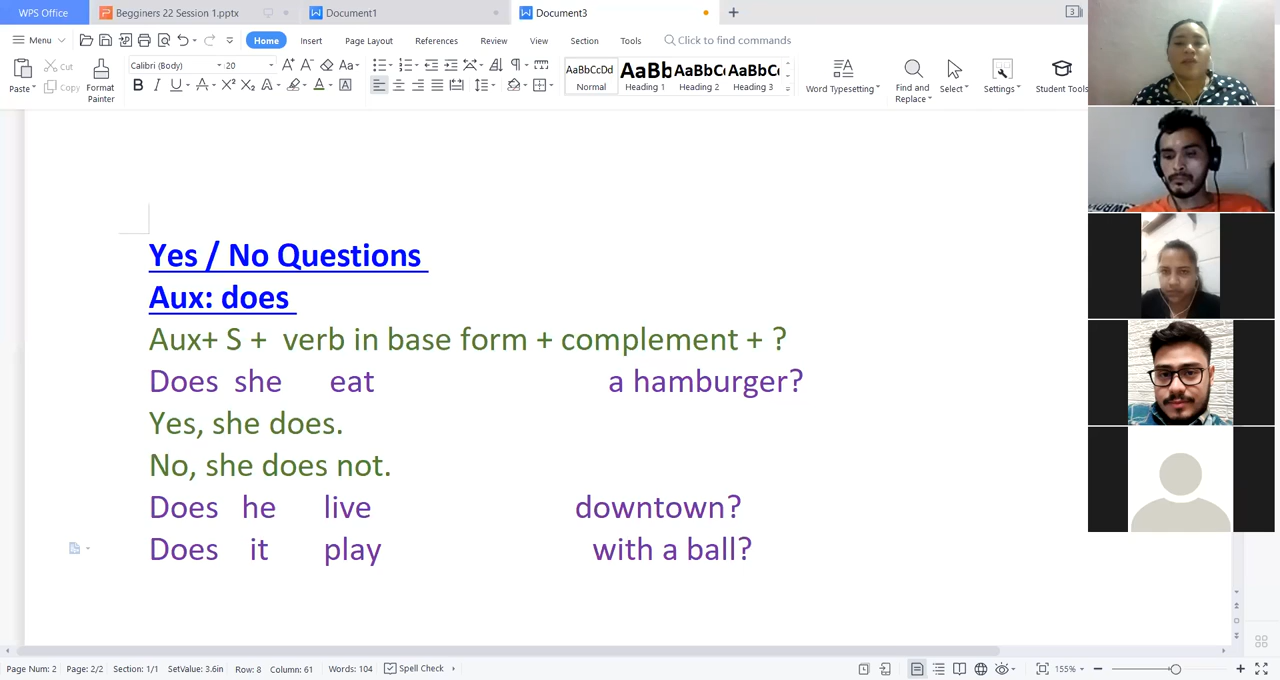 WPS Office Begginers 22 Session 1.pptx Document1 Document3 + 3
Menu Home Insert Page Layout References Review View Section Tools Click to find commands
Paste Cut Copy Format Painter Calibri (Body) 20 AaBbCcDd Normal AaBb Heading 1 AaBbC Heading 2 AaBbC Heading 3 Word Typesetting Find and Replace Select Settings Student Tools
Yes / No Questions
Aux: does
Aux+ S + verb in base form + complement + ?
Does she eat a hamburger?
Yes, she does.
No, she does not.
Does he live downtown?
Does it play with a ball?
Page Num: 2 Page: 2/2 Section: 1/1 SetValue: 3.6in Row: 8 Column: 61 Words: 104 Spell Check 155%